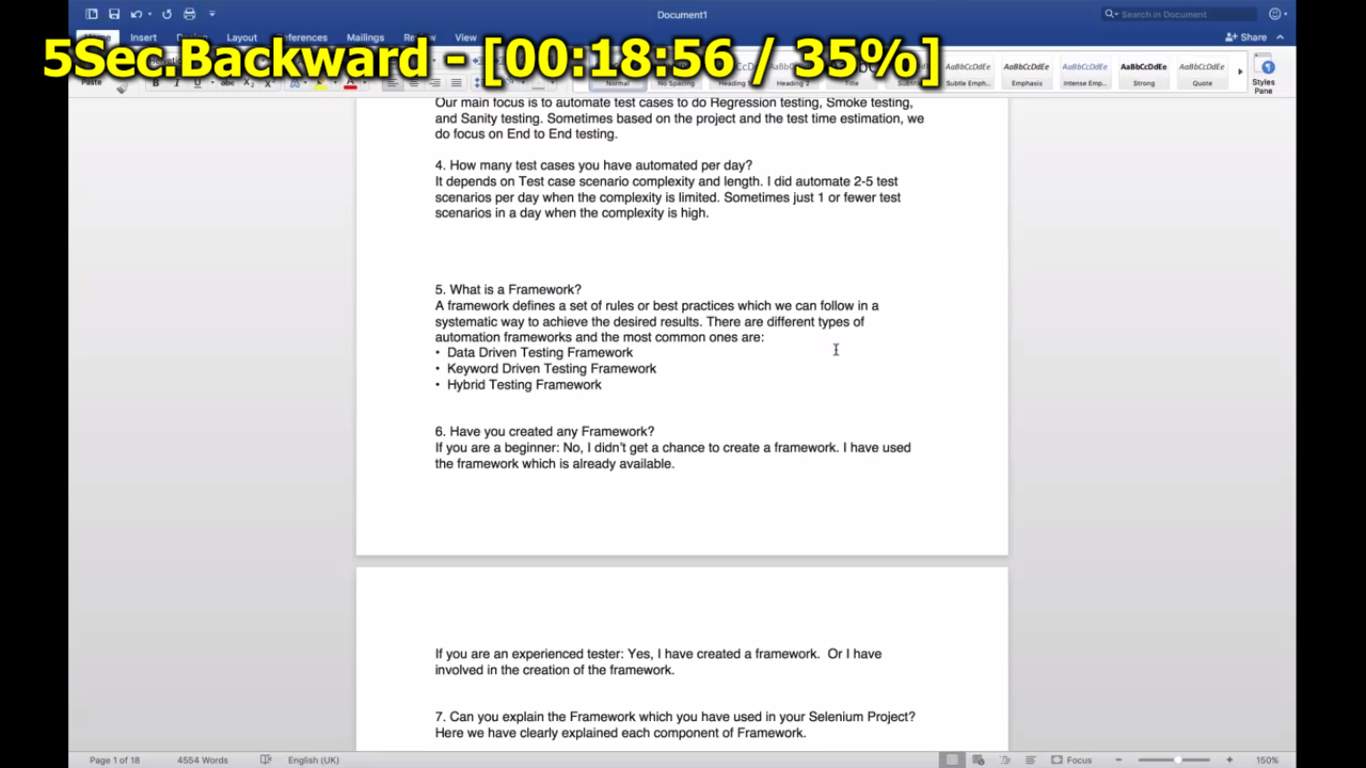 Document1
Search in Document
Home Insert Design Layout References Mailings Review View
Share
5Sec.Backward - [00:18:56 / 35%]
Paste
Normal No Spacing Heading 1 Heading 2 Title Subtitle Subtle Emph... Emphasis Intense Emp... Strong Quote Styles Pane
Our main focus is to automate test cases to do Regression testing, Smoke testing,
and Sanity testing. Sometimes based on the project and the test time estimation, we
do focus on End to End testing.
4. How many test cases you have automated per day?
It depends on Test case scenario complexity and length. I did automate 2-5 test
scenarios per day when the complexity is limited. Sometimes just 1 or fewer test
scenarios in a day when the complexity is high.
5. What is a Framework?
A framework defines a set of rules or best practices which we can follow in a
systematic way to achieve the desired results. There are different types of
automation frameworks and the most common ones are:
• Data Driven Testing Framework
• Keyword Driven Testing Framework
• Hybrid Testing Framework
6. Have you created any Framework?
If you are a beginner: No, I didn't get a chance to create a framework. I have used
the framework which is already available.
If you are an experienced tester: Yes, I have created a framework.  Or I have
involved in the creation of the framework.
7. Can you explain the Framework which you have used in your Selenium Project?
Here we have clearly explained each component of Framework.
Page 1 of 18 4554 Words English (UK) Focus 150%